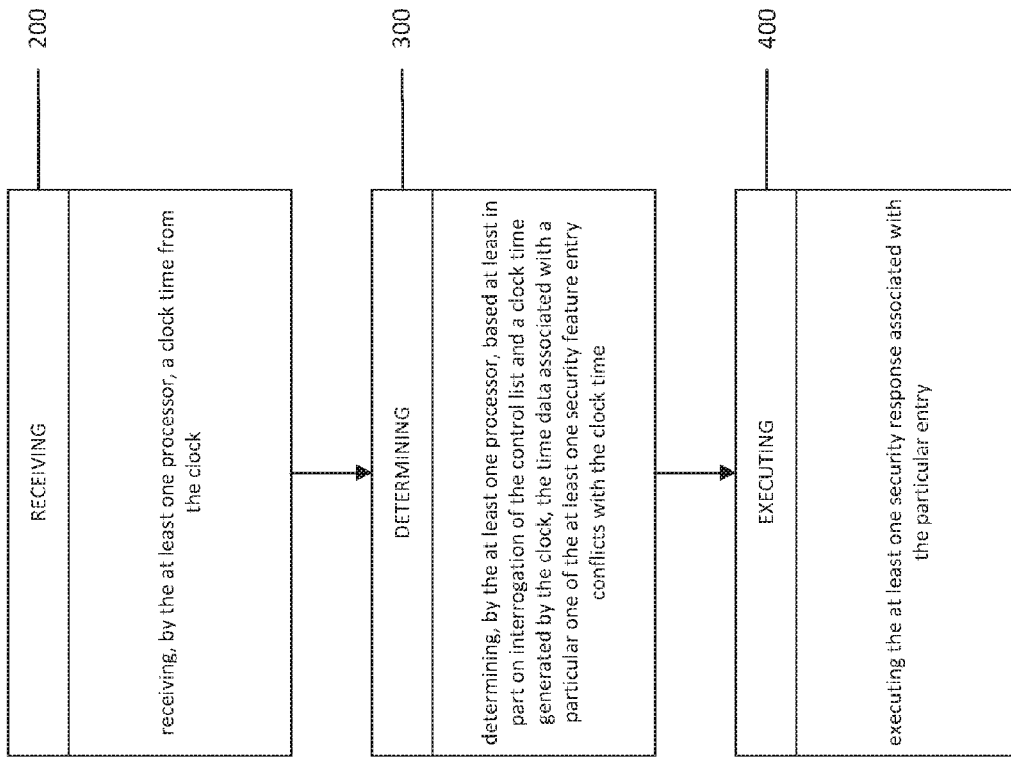 RECEIVING
200
receiving, by the at least one processor, a clock time from
the clock
DETERMINING
300
determining, by the at least one processor, based at least in
part on interrogation of the control list and a clock time
generated by the clock, the time data associated with a
particular one of the at least one security feature entry
conflicts with the clock time
EXECUTING
400
executing the at least one security response associated with
the particular entry